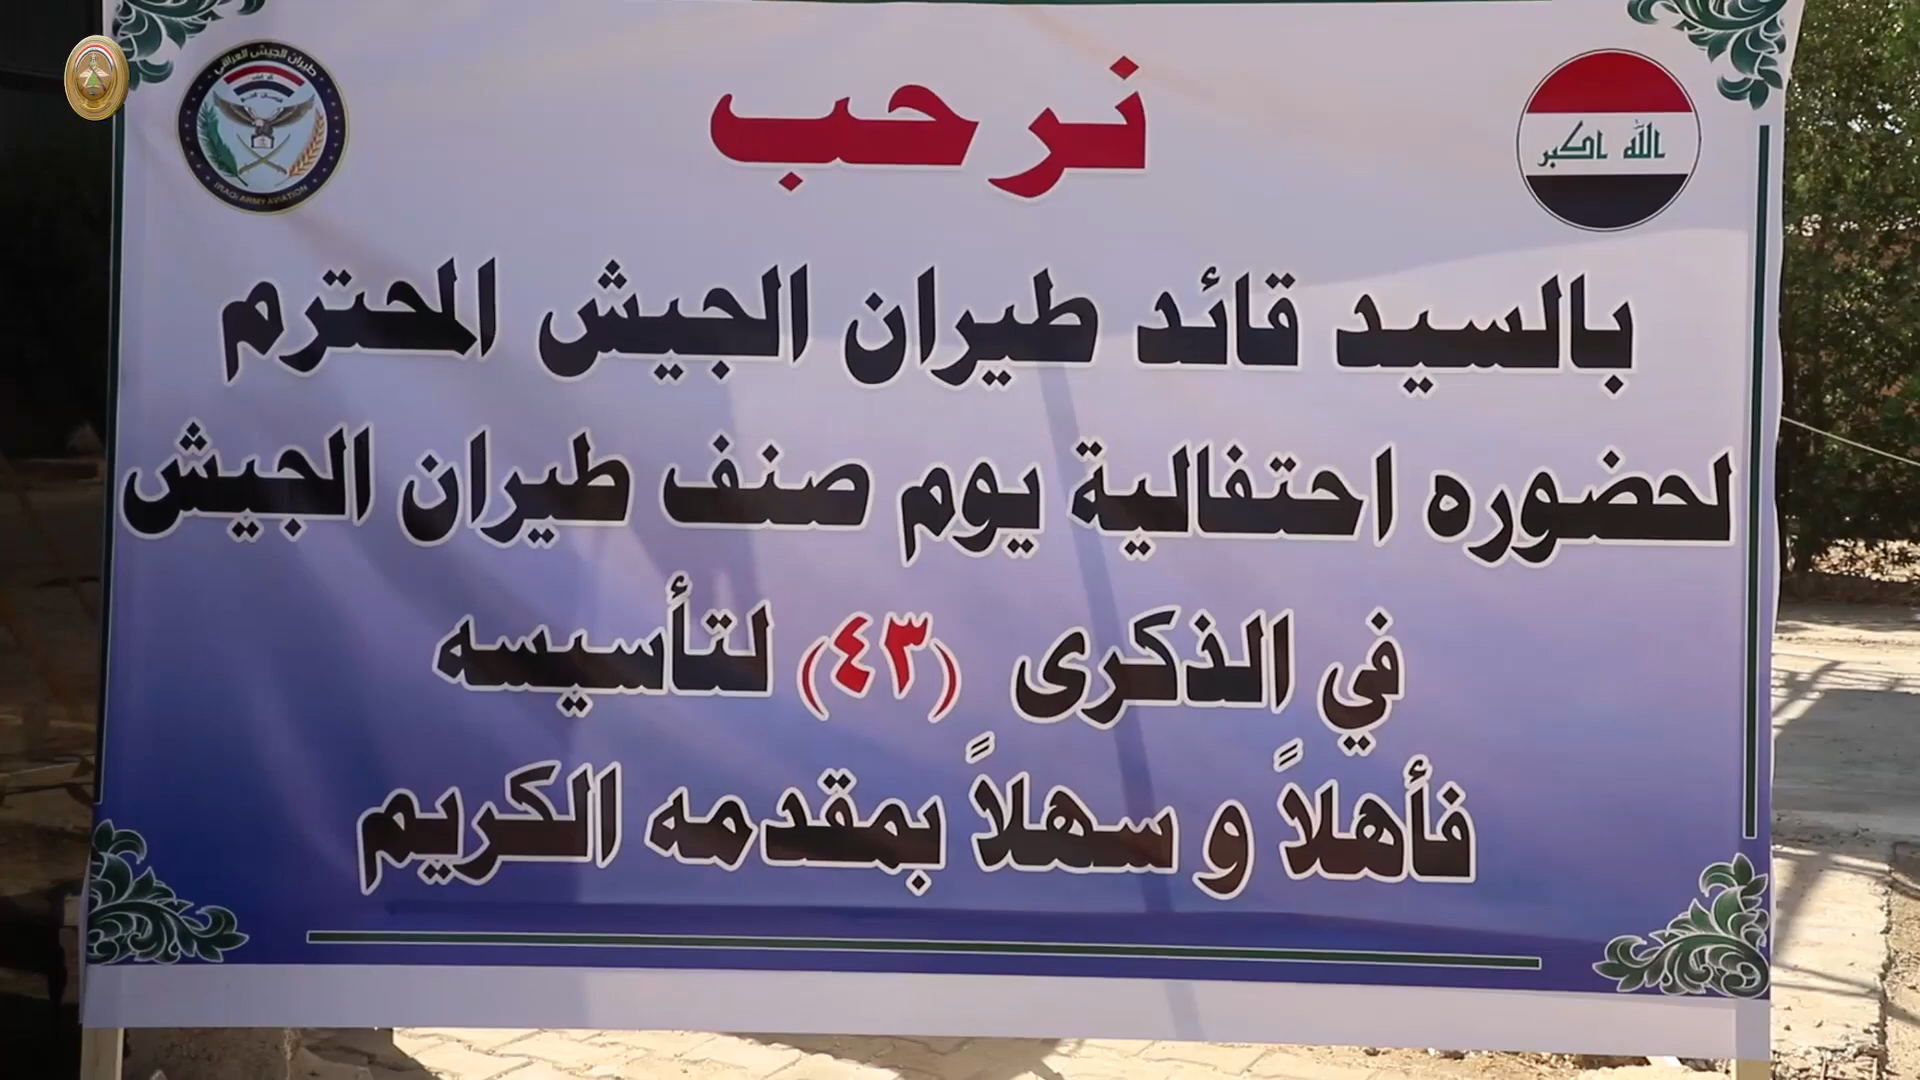 نرحب
بالسيد قائد طيران الجيش المحترم
لحضوره احتفالية يوم صنف طيران الجيش
في الذكرى (٤٣) لتأسيسه
فأهلاً و سهلاً بمقدمه الكريم
طيران الجيش العراقي
IRAQI ARMY AVIATION
الله اكبر